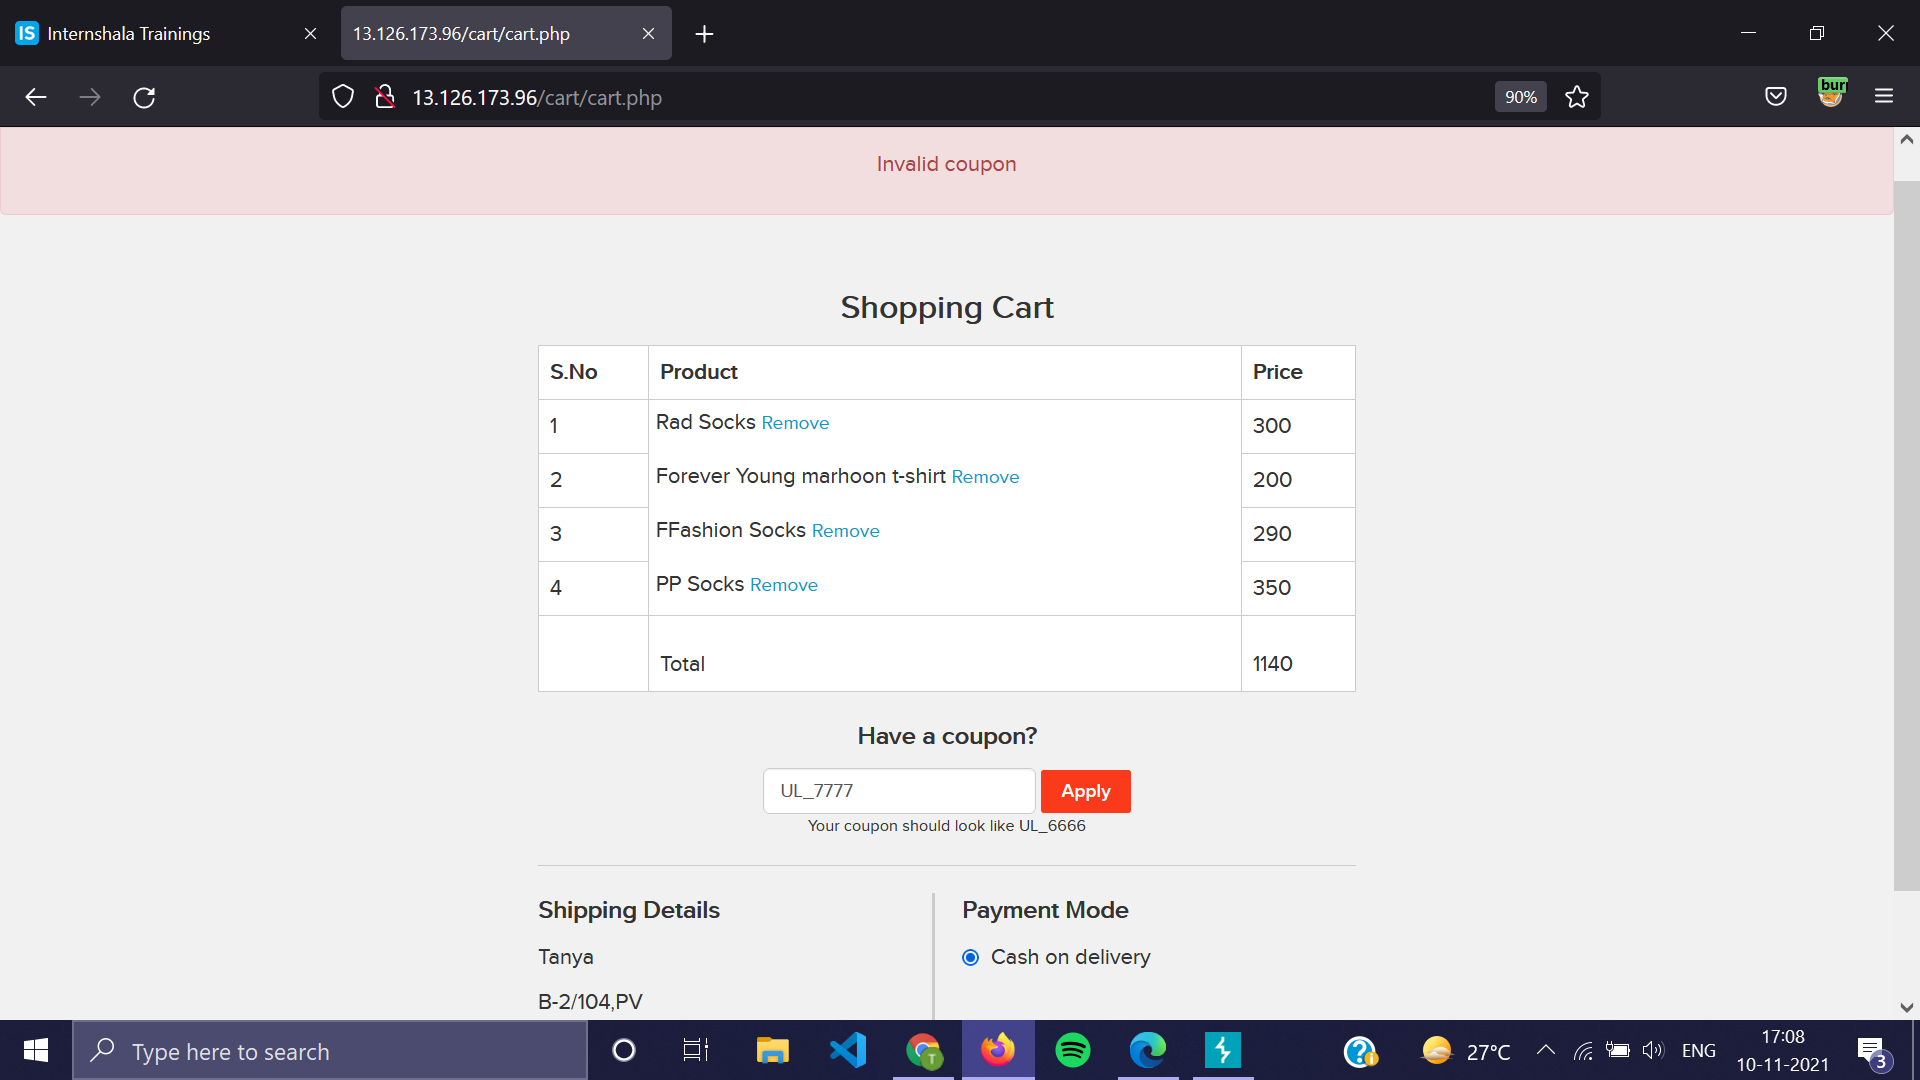 IS Internshala Trainings
13.126.173.96/cart/cart.php
13.126.173.96/cart/cart.php
90%
bur
Invalid coupon
Shopping Cart
S.No Product Price
1 Rad Socks Remove 300
2 Forever Young marhoon t-shirt Remove 200
3 FFashion Socks Remove 290
4 PP Socks Remove 350
Total 1140
Have a coupon?
UL_7777 Apply
Your coupon should look like UL_6666
Shipping Details Payment Mode
Tanya Cash on delivery
B-2/104,PV
Type here to search
T
27°C
ENG
17:08
10-11-2021
3